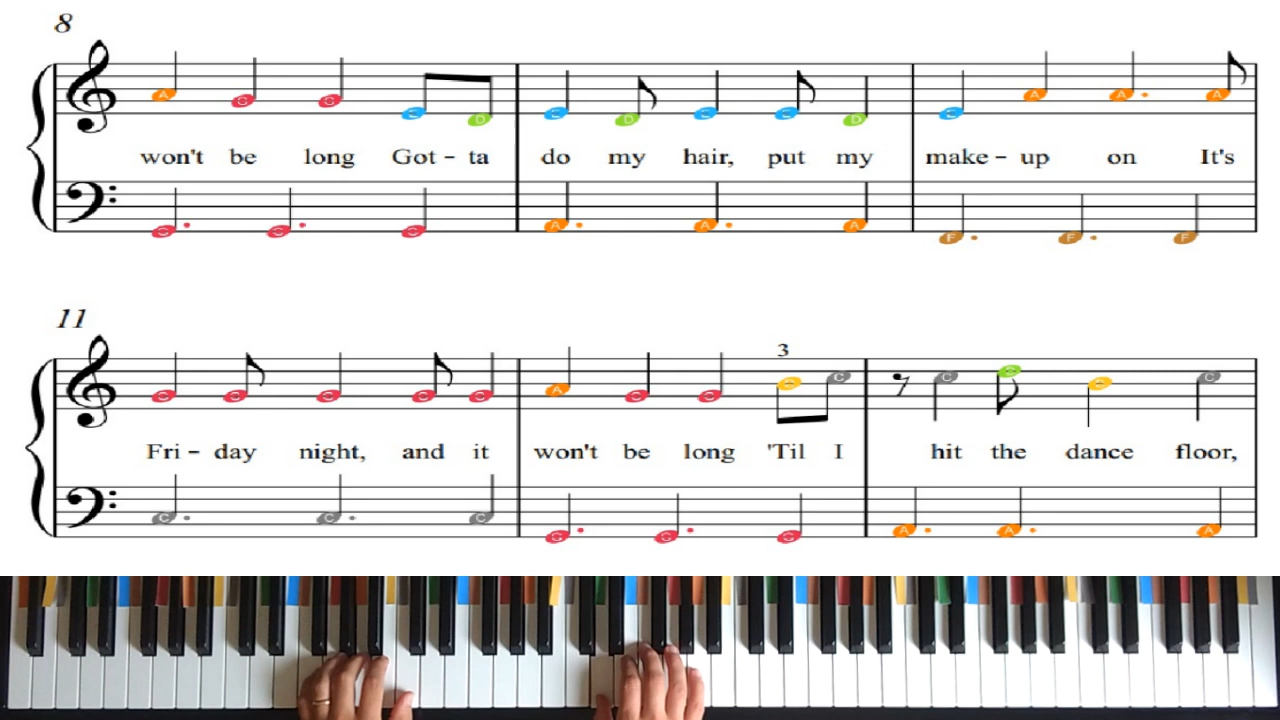 8
A G G E D E D E E D E A A A
won't be long Got - ta do my hair, put my make - up on It's
G G G A A A F F F
11
3
G G G G G A G G B C C D B C
Fri - day night, and it won't be long 'Til I hit the dance floor,
C C C G G G A A A